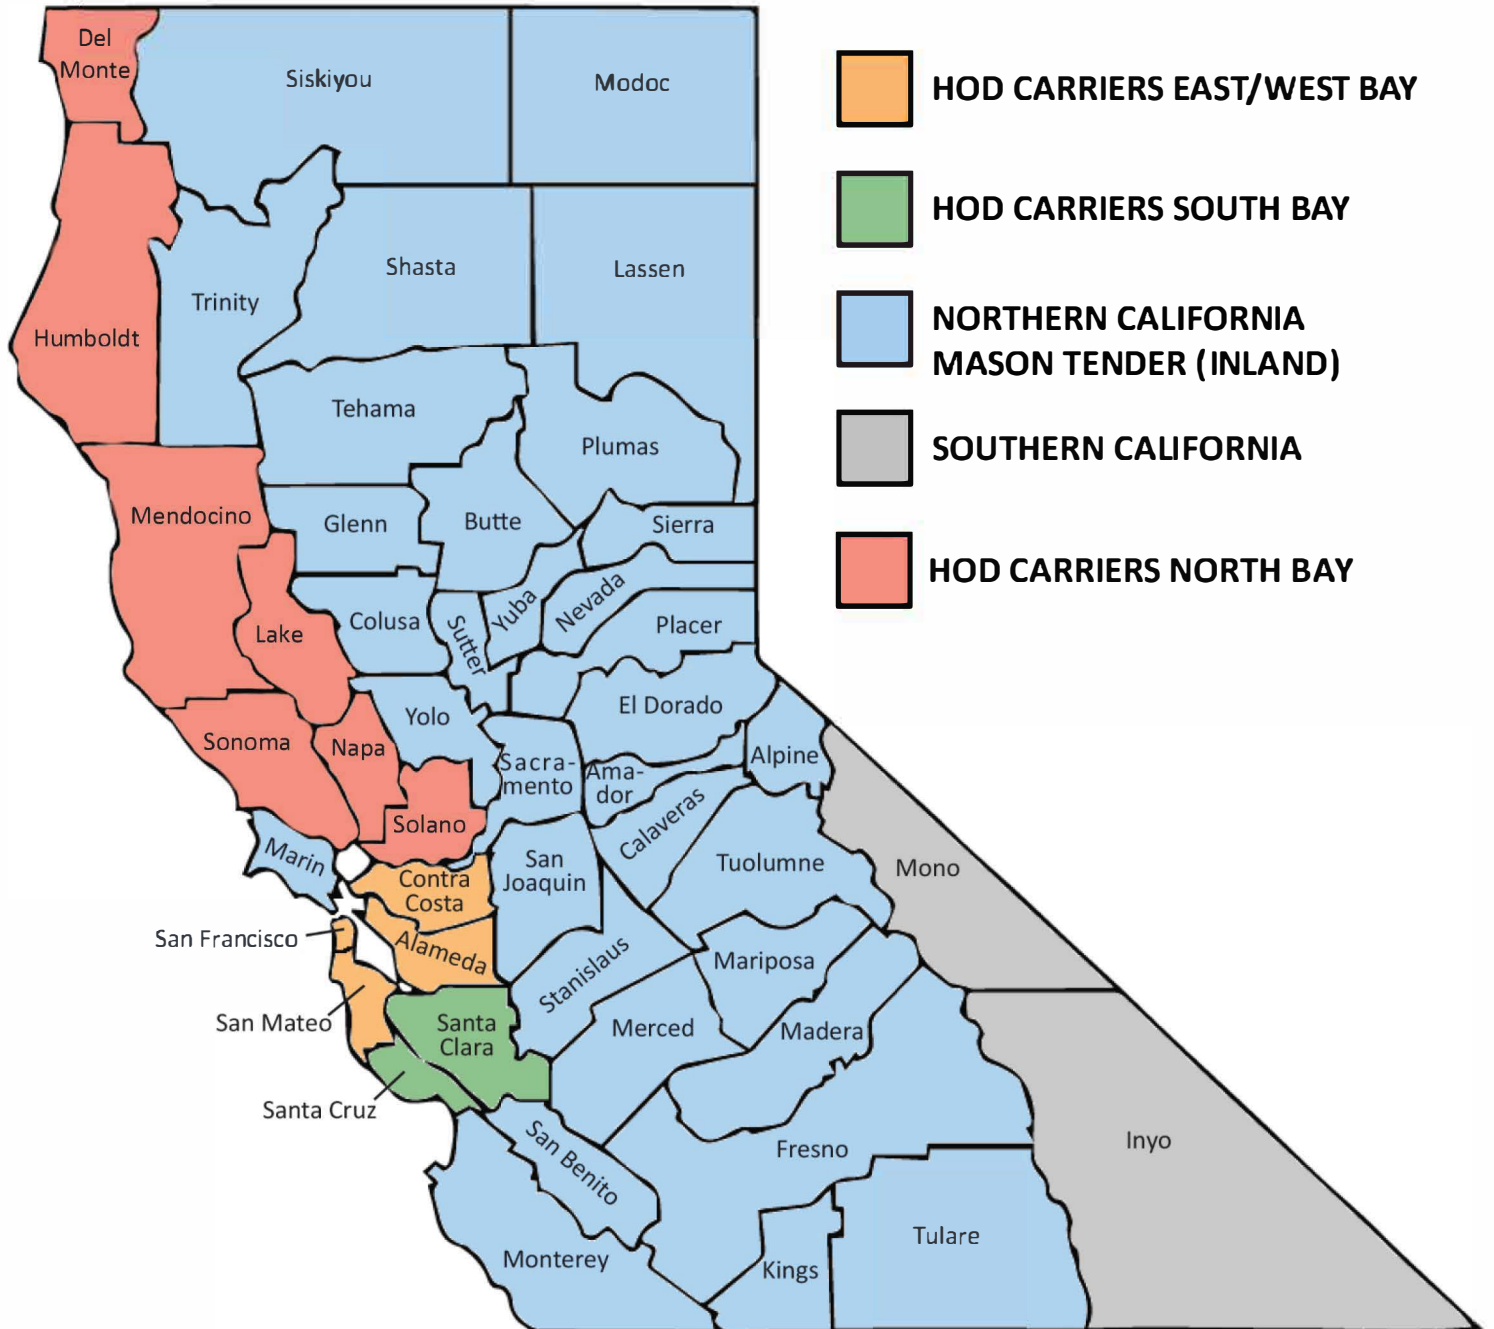 Del
Monte
Siskiyou
Modoc
HOD CARRIERS EAST/WEST BAY
HOD CARRIERS SOUTH BAY
NORTHERN CALIFORNIA
MASON TENDER (INLAND)
SOUTHERN CALIFORNIA
HOD CARRIERS NORTH BAY
Humboldt
Trinity
Shasta
Lassen
Tehama
Plumas
Mendocino
Glenn
Butte
Sierra
Lake
Colusa
Sutter
Yuba
Nevada
Placer
Sonoma
Napa
Yolo
El Dorado
Sacra-
mento
Ama-
dor
Alpine
Solano
Calaveras
Marin
Contra
Costa
San
Joaquin
Tuolumne
Mono
San Francisco
Alameda
Stanislaus
Mariposa
San Mateo
Santa
Clara
Merced
Madera
Santa Cruz
San Benito
Fresno
Inyo
Monterey
Kings
Tulare